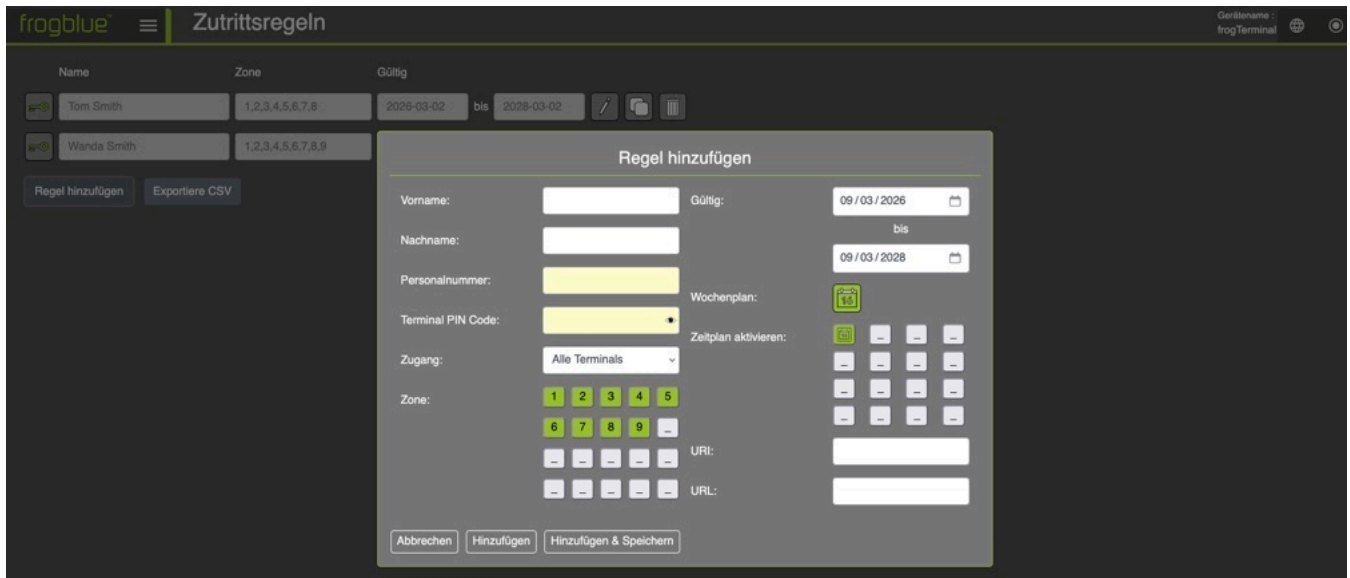 frogblue Zutrittsregeln Gerätename :
frogTerminal
Name Zone Gültig
Tom Smith 1,2,3,4,5,6,7,8 2026-03-02 bis 2028-03-02
Wanda Smith 1,2,3,4,5,6,7,8,9
Regel hinzufügen Exportiere CSV
Regel hinzufügen
Vorname: Gültig: 09/03/2026
bis
Nachname:
09/03/2028
Personalnummer:
Wochenplan:
Terminal PIN Code:
Zeitplan aktivieren:
Zugang: Alle Terminals
Zone: 1 2 3 4 5
6 7 8 9 _
URI:
_ _ _ _ _
_ _ _ _ _ URL:
Abbrechen Hinzufügen Hinzufügen & Speichern